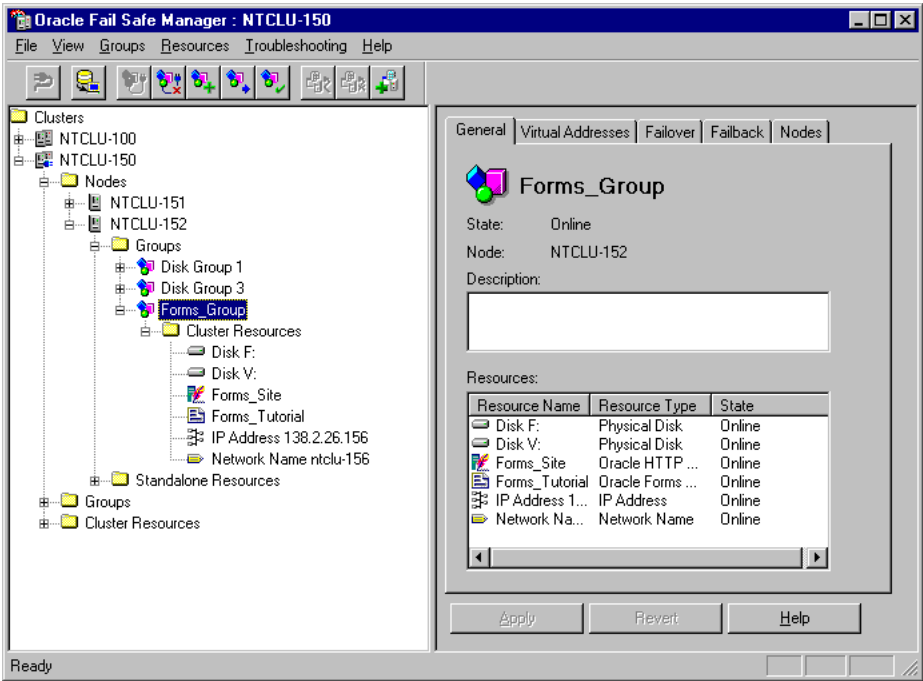 Oracle Fail Safe Manager : NTCLU-150
File View Groups Resources Troubleshooting Help
Clusters
NTCLU-100
NTCLU-150
Nodes
NTCLU-151
NTCLU-152
Groups
Disk Group 1
Disk Group 3
Forms_Group
Cluster Resources
Disk F:
Disk V:
Forms_Site
Forms_Tutorial
IP Address 138.2.26.156
Network Name ntclu-156
Standalone Resources
Groups
Cluster Resources
General Virtual Addresses Failover Failback Nodes
Forms_Group
State: Online
Node: NTCLU-152
Description:
Resources:
Resource Name Resource Type State
Disk F: Physical Disk Online
Disk V: Physical Disk Online
Forms_Site Oracle HTTP ... Online
Forms_Tutorial Oracle Forms ... Online
IP Address 1... IP Address Online
Network Na... Network Name Online
Apply Revert Help
Ready